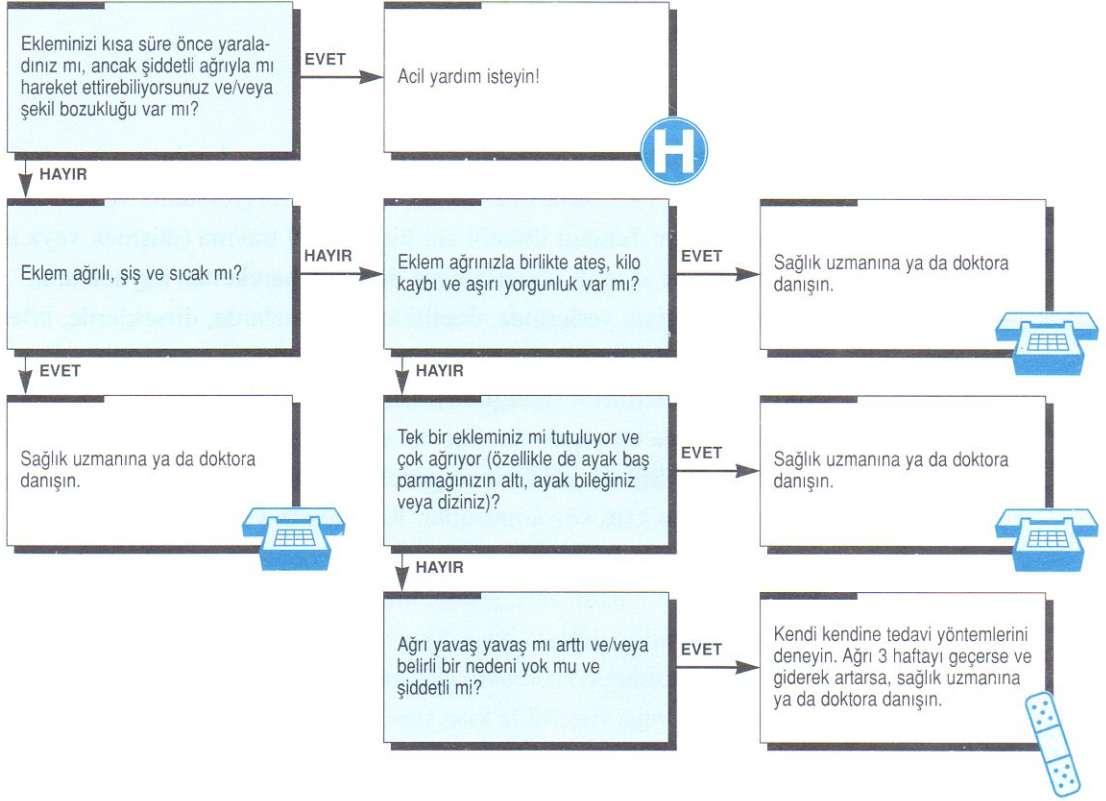 Ekleminizi kısa süre önce yarala-
dınız mı, ancak şiddetli ağrıyla mı
hareket ettirebiliyorsunuz ve/veya
şekil bozukluğu var mı?
EVET
Acil yardım isteyin!
H
HAYIR
Eklem ağrılı, şiş ve sıcak mı?
HAYIR
Eklem ağrınızla birlikte ateş, kilo
kaybı ve aşırı yorgunluk var mı?
EVET
Sağlık uzmanına ya da doktora
danışın.
EVET
HAYIR
Sağlık uzmanına ya da doktora
danışın.
Tek bir ekleminiz mi tutuluyor ve
çok ağrıyor (özellikle de ayak baş
parmağınızın altı, ayak bileğiniz
veya diziniz)?
EVET
Sağlık uzmanına ya da doktora
danışın.
HAYIR
Ağrı yavaş yavaş mı arttı ve/veya
belirli bir nedeni yok mu ve
şiddetli mi?
EVET
Kendi kendine tedavi yöntemlerini
deneyin. Ağrı 3 haftayı geçerse ve
giderek artarsa, sağlık uzmanına
ya da doktora danışın.